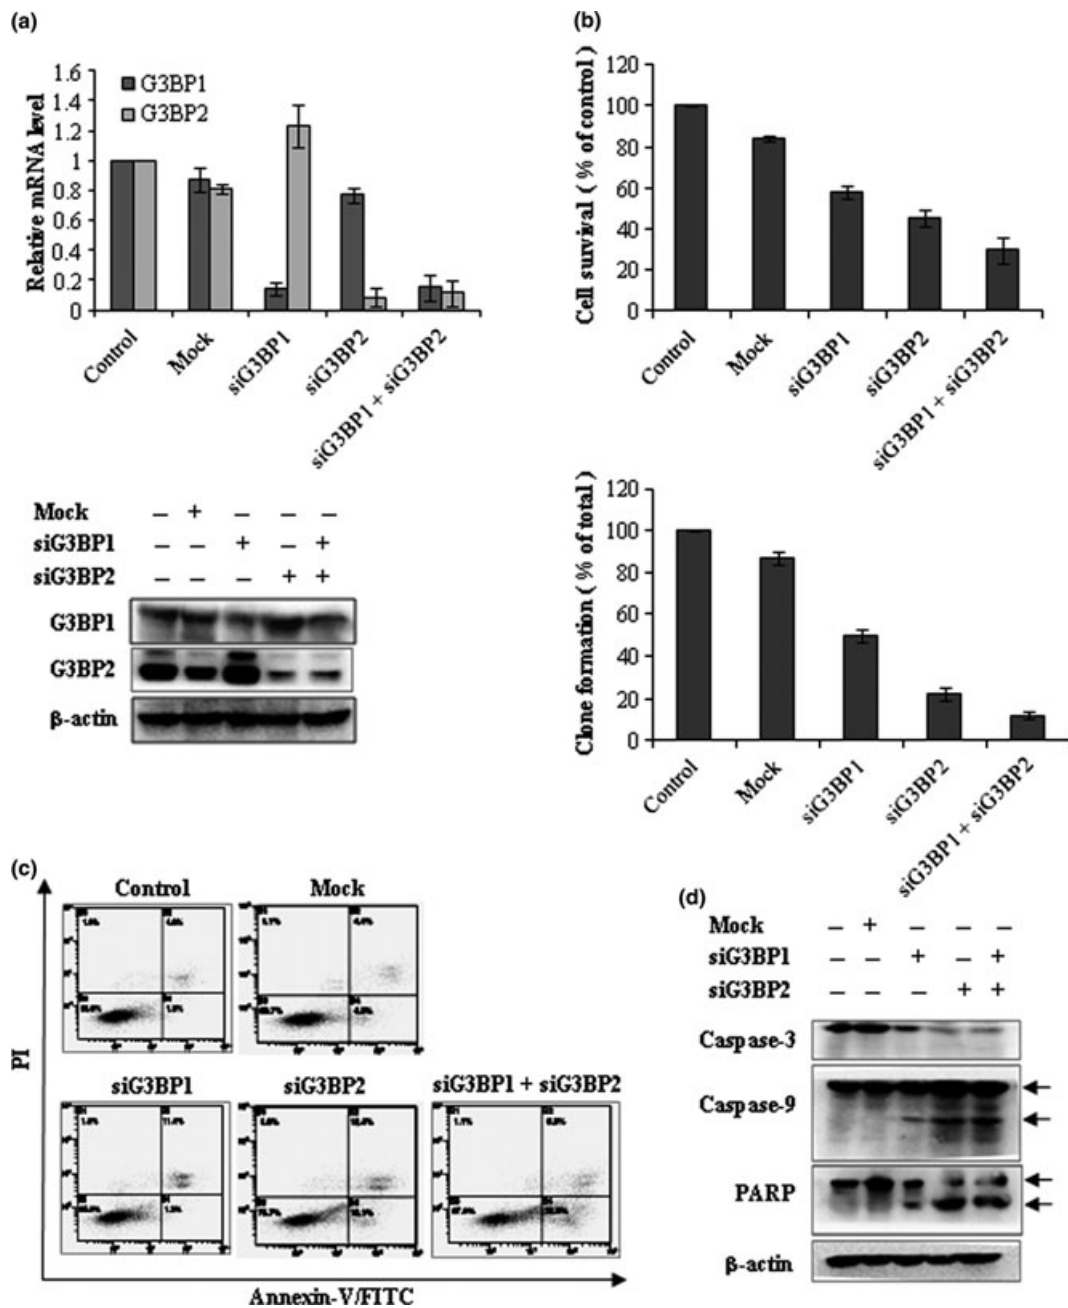 (a)
Relative mRNA level
1.6
1.4
1.2
1
0.8
0.6
0.4
0.2
0
G3BP1
G3BP2
Control
Mock
siG3BP1
siG3BP2
siG3BP1 + siG3BP2
Mock – + – – –
siG3BP1 – – + – +
siG3BP2 – – – + +
G3BP1
G3BP2
β-actin
(b)
Cell survival ( % of control )
120
100
80
60
40
20
0
Control
Mock
siG3BP1
siG3BP2
siG3BP1 + siG3BP2
Clone formation ( % of total )
120
100
80
60
40
20
0
Control
Mock
siG3BP1
siG3BP2
siG3BP1 + siG3BP2
(c)
PI
Control
Mock
siG3BP1
siG3BP2
siG3BP1 + siG3BP2
Annexin-V/FITC
(d)
Mock – + – – –
siG3BP1 – – + – +
siG3BP2 – – – + +
Caspase-3
Caspase-9
PARP
β-actin